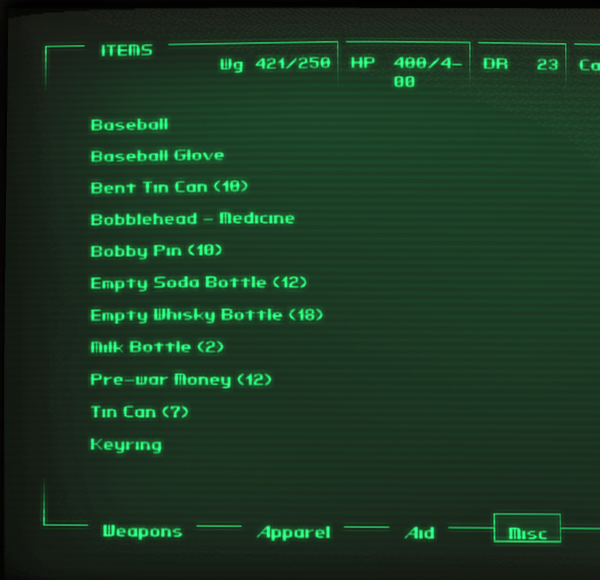 ITEMS
Wg 421/250 HP 400/4- DR 23 Ca
00
Baseball
Baseball Glove
Bent Tin Can (10)
Bobblehead - Medicine
Bobby Pin (10)
Empty Soda Bottle (12)
Empty Whisky Bottle (18)
Milk Bottle (2)
Pre-war Money (12)
Tin Can (7)
Keyring
Weapons Apparel Aid Misc